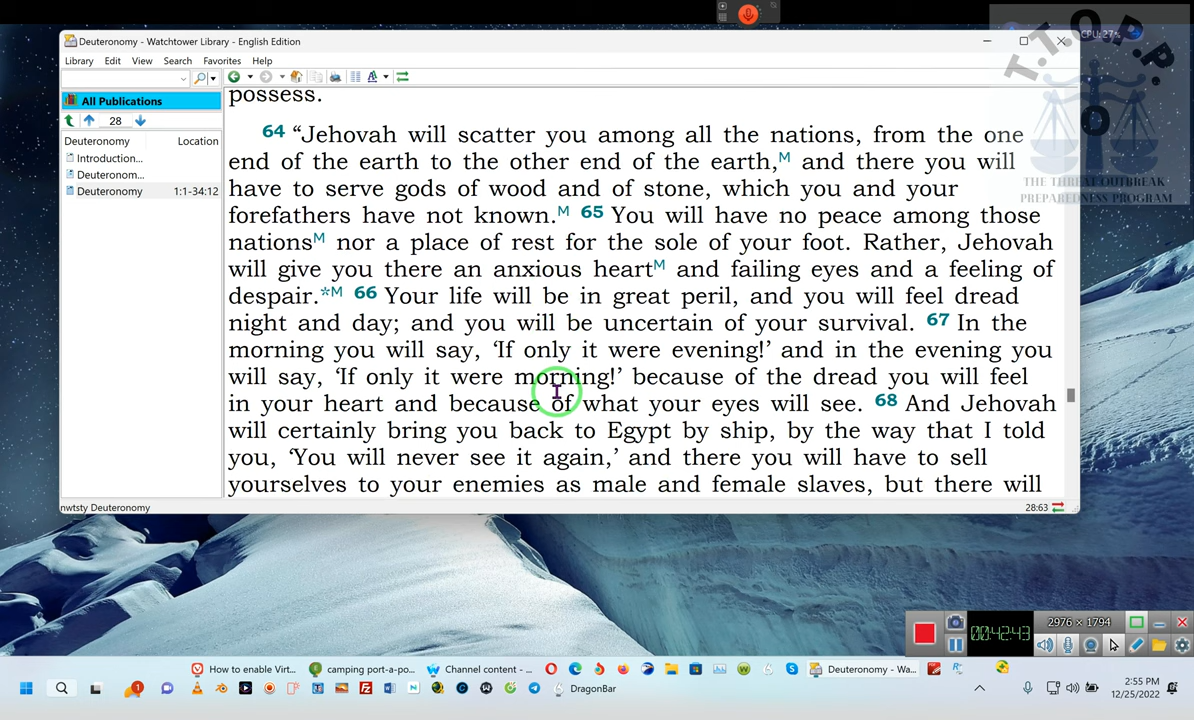 CPU: 27%
T.T.O.P.P.
THE THREAT OUTBREAK
PREPAREDNESS PROGRAM
Deuteronomy - Watchtower Library - English Edition
Library Edit View Search Favorites Help
All Publications
28
Deuteronomy Location
Introduction...
Deuteronom...
Deuteronomy 1:1-34:12
possess.
64 “Jehovah will scatter you among all the nations, from the one
end of the earth to the other end of the earth,M and there you will
have to serve gods of wood and of stone, which you and your
forefathers have not known.M 65 You will have no peace among those
nationsM nor a place of rest for the sole of your foot. Rather, Jehovah
will give you there an anxious heartM and failing eyes and a feeling of
despair.*M 66 Your life will be in great peril, and you will feel dread
night and day; and you will be uncertain of your survival. 67 In the
morning you will say, ‘If only it were evening!’ and in the evening you
will say, ‘If only it were morning!’ because of the dread you will feel
in your heart and because of what your eyes will see. 68 And Jehovah
will certainly bring you back to Egypt by ship, by the way that I told
you, ‘You will never see it again,’ and there you will have to sell
yourselves to your enemies as male and female slaves, but there will
nwtsty Deuteronomy 28:63
00:42:43
2976 × 1794
How to enable Virt...
camping port-a-po...
Channel content - ...
Deuteronomy - Wa...
DragonBar
2:55 PM
12/25/2022